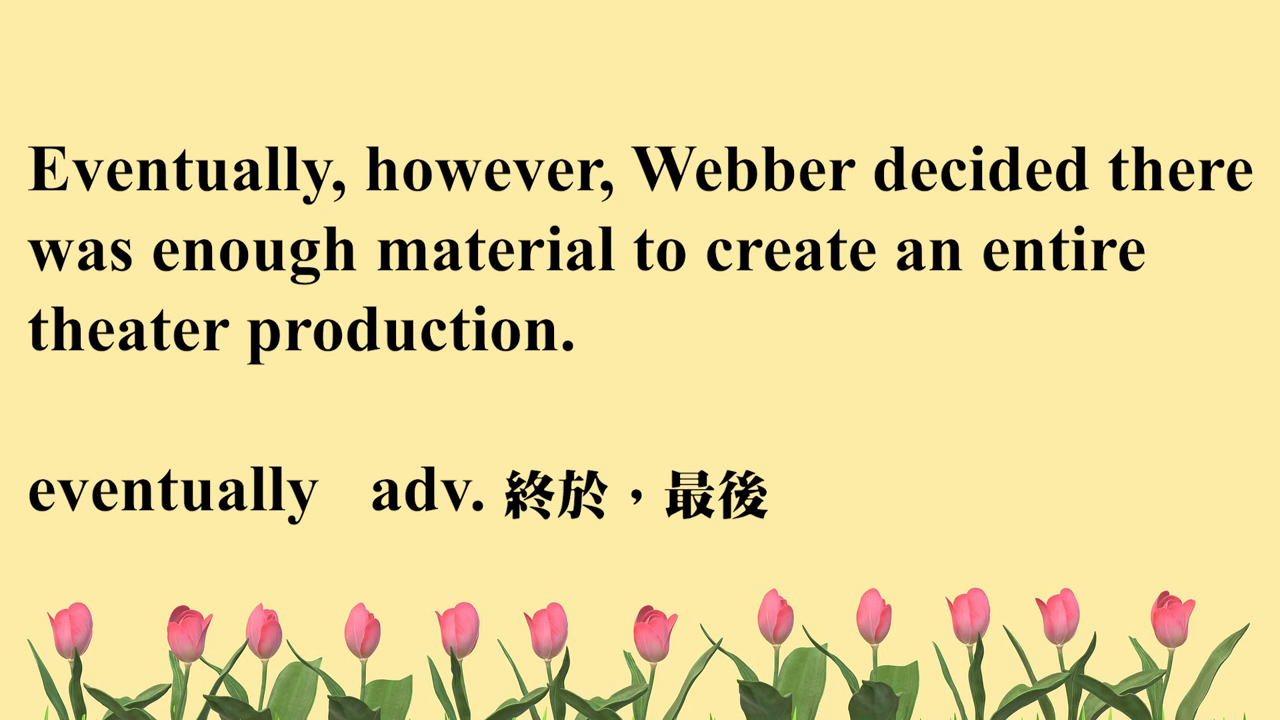 Eventually, however, Webber decided there
was enough material to create an entire
theater production.
eventually adv. 終於，最後